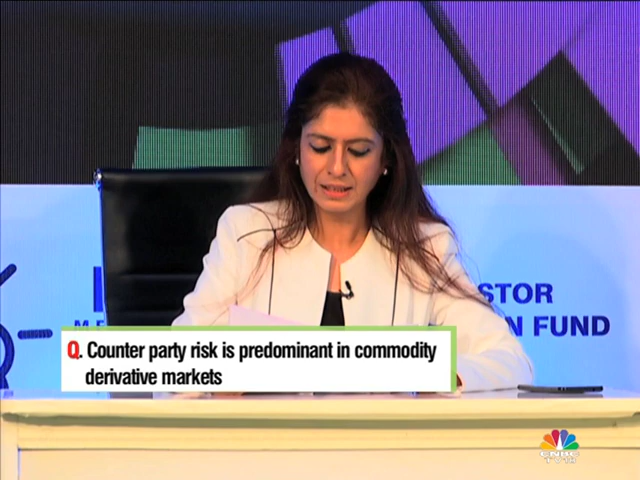 STOR
N FUND
Q. Counter party risk is predominant in commodity
derivative markets
CNBC
TV18